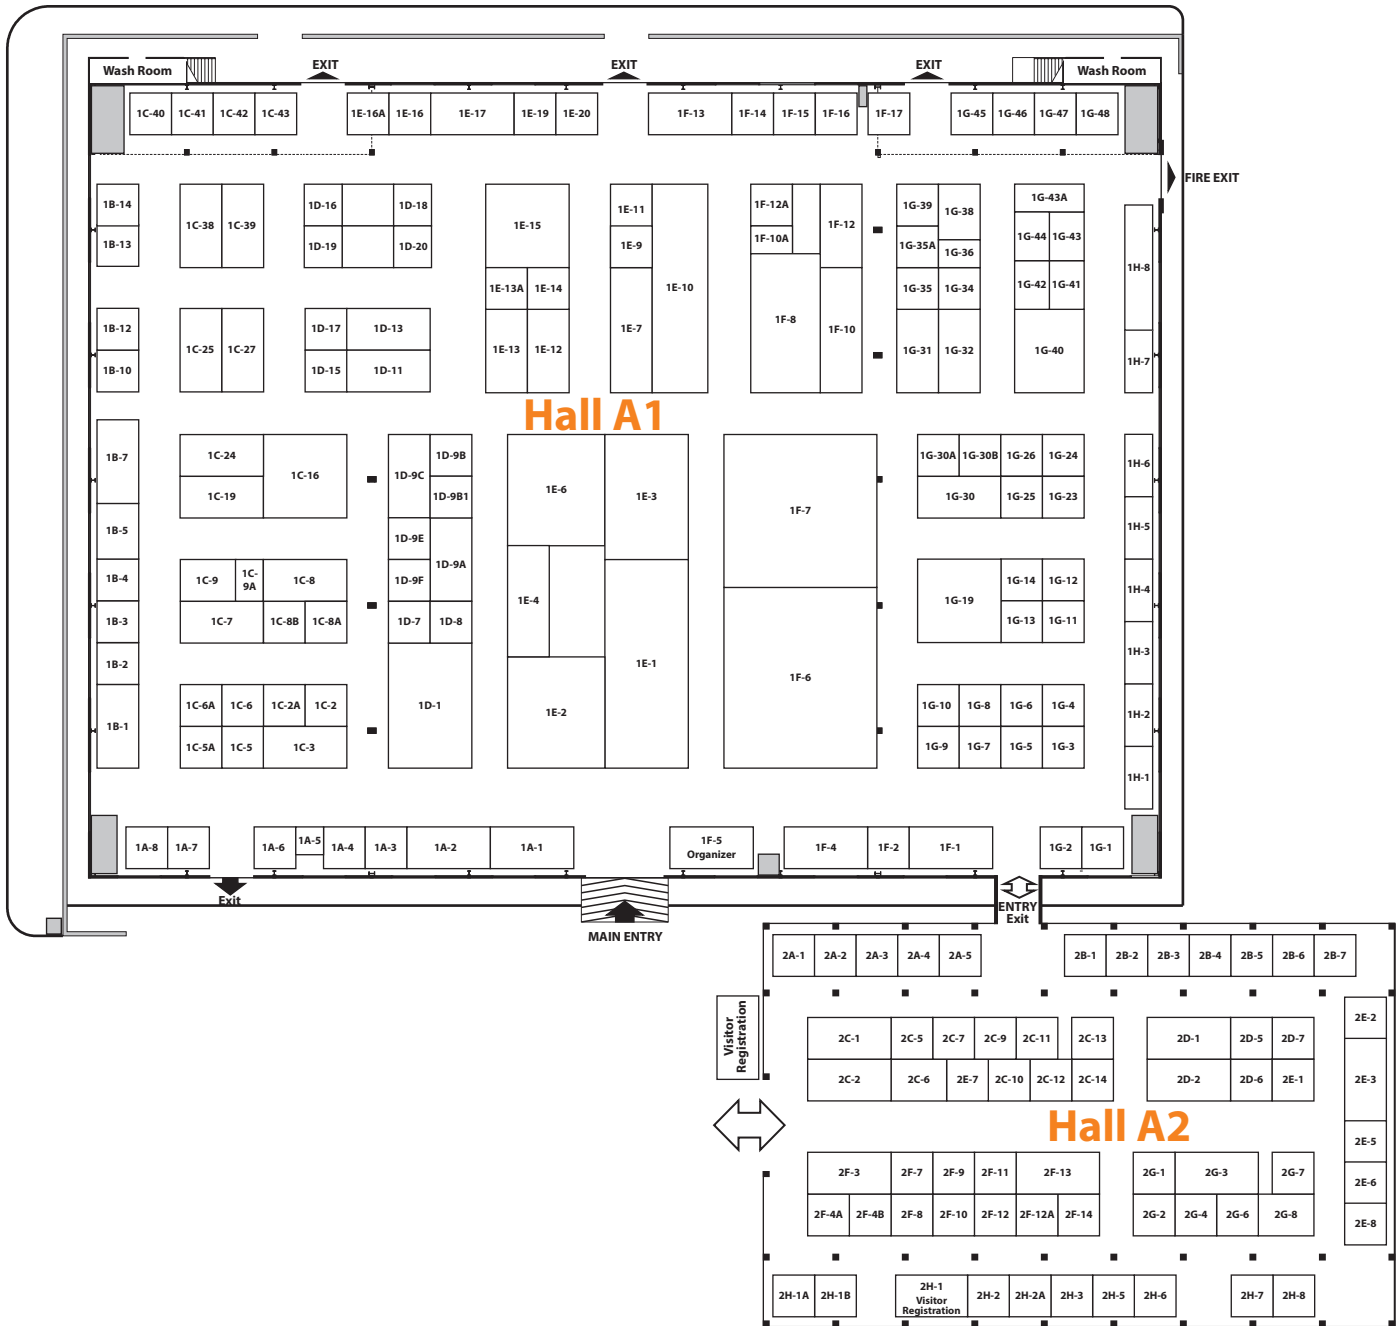 EXIT
EXIT
EXIT
Wash Room
Wash Room
1C-40
1C-41
1C-42
1C-43
1E-16A
1E-16
1E-17
1E-19
1E-20
1F-13
1F-14
1F-15
1F-16
1F-17
1G-45
1G-46
1G-47
1G-48
FIRE EXIT
1B-14
1B-13
1C-38
1C-39
1D-16
1D-18
1D-19
1D-20
1E-15
1E-13A
1E-14
1E-13
1E-12
1E-11
1E-9
1E-7
1E-10
1F-12A
1F-10A
1F-12
1F-8
1F-10
1G-39
1G-38
1G-35A
1G-36
1G-35
1G-34
1G-31
1G-32
1G-43A
1G-44
1G-43
1G-42
1G-41
1G-40
1H-8
1H-7
1B-12
1B-10
1C-25
1C-27
1D-17
1D-13
1D-15
1D-11
Hall A1
1B-7
1B-5
1B-4
1B-3
1B-2
1B-1
1C-24
1C-19
1C-16
1C-9
1C-
9A
1C-8
1C-7
1C-8B
1C-8A
1C-6A
1C-6
1C-2A
1C-2
1C-5A
1C-5
1C-3
1D-9C
1D-9B
1D-9B1
1D-9E
1D-9A
1D-9F
1D-7
1D-8
1D-1
1E-6
1E-3
1E-4
1E-1
1E-2
1F-7
1F-6
1G-30A
1G-30B
1G-26
1G-24
1G-30
1G-25
1G-23
1G-19
1G-14
1G-12
1G-13
1G-11
1G-10
1G-8
1G-6
1G-4
1G-9
1G-7
1G-5
1G-3
1H-6
1H-5
1H-4
1H-3
1H-2
1H-1
1A-8
1A-7
1A-6
1A-5
1A-4
1A-3
1A-2
1A-1
1F-5
Organizer
1F-4
1F-2
1F-1
1G-2
1G-1
Exit
MAIN ENTRY
ENTRY
Exit
2A-1
2A-2
2A-3
2A-4
2A-5
2B-1
2B-2
2B-3
2B-4
2B-5
2B-6
2B-7
Visitor
Registration
2C-1
2C-5
2C-7
2C-9
2C-11
2C-13
2C-2
2C-6
2E-7
2C-10
2C-12
2C-14
2D-1
2D-5
2D-7
2D-2
2D-6
2E-1
2E-2
2E-3
2E-5
2E-6
2E-8
Hall A2
2F-3
2F-7
2F-9
2F-11
2F-13
2F-4A
2F-4B
2F-8
2F-10
2F-12
2F-12A
2F-14
2G-1
2G-3
2G-7
2G-2
2G-4
2G-6
2G-8
2H-1A
2H-1B
2H-1
Visitor
Registration
2H-2
2H-2A
2H-3
2H-5
2H-6
2H-7
2H-8